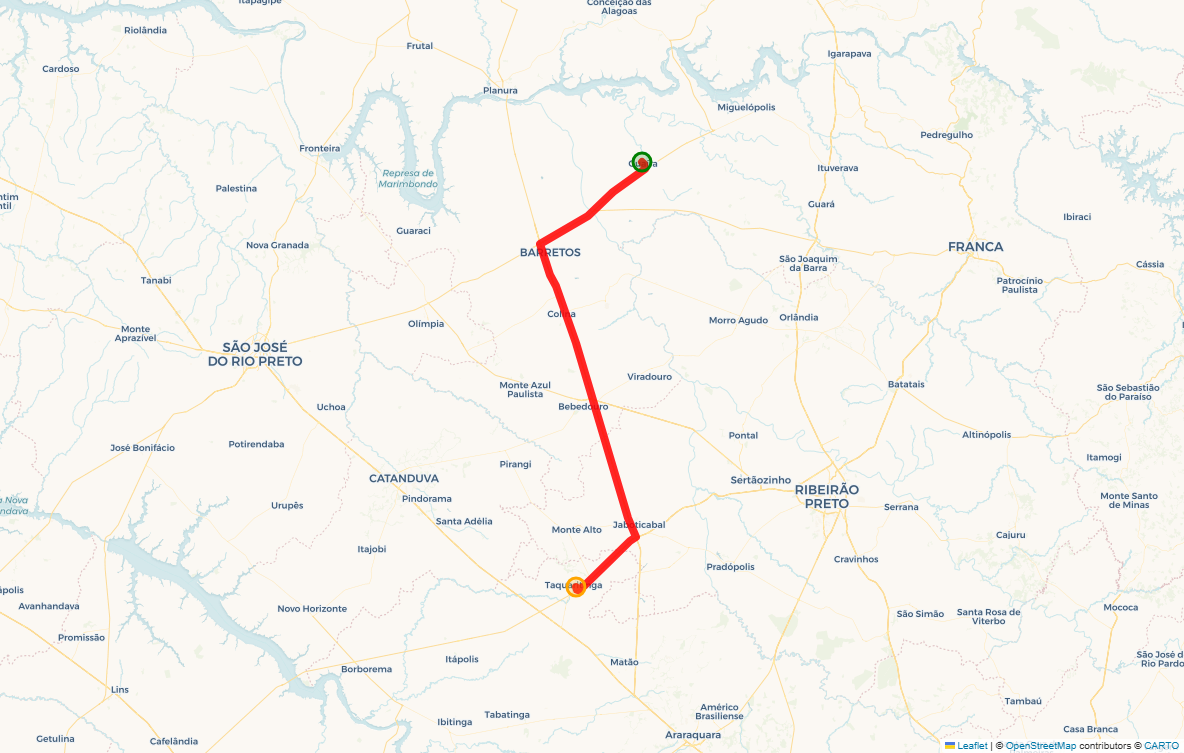 Itapagipe
Conceição das
Alagoas
Riolândia
Frutal
Igarapava
Cardoso
Planura
Miguelópolis
Pedregulho
Fronteira
Represa de
Marimbondo
Ituverava
Palestina
Guará
Ibiraci
Guaraci
Nova Granada
BARRETOS
FRANCA
São Joaquim
da Barra
Cássia
Tanabi
Patrocínio
Paulista
Colina
Olímpia
Morro Agudo
Orlândia
Monte
Aprazível
SÃO JOSÉ
DO RIO PRETO
Viradouro
Monte Azul
Paulista
Batatais
São Sebastião
do Paraíso
Uchoa
Bebedouro
José Bonifácio
Potirendaba
Pontal
Altinópolis
Itamogi
Pirangi
CATANDUVA
Sertãozinho
RIBEIRÃO
PRETO
Pindorama
Monte Santo
de Minas
Urupês
Serrana
Santa Adélia
Monte Alto
Jaboticabal
Cajuru
Itajobi
Cravinhos
Pradópolis
Taquaritinga
Avanhandava
Novo Horizonte
São Simão
Santa Rosa de
Viterbo
Mococa
Promissão
Itápolis
Matão
Borborema
São José do
Rio Pardo
Lins
Tambaú
Ibitinga
Tabatinga
Américo
Brasiliense
Casa Branca
Getulina
Cafelândia
Araraquara
Leaflet | © OpenStreetMap contributors © CARTO